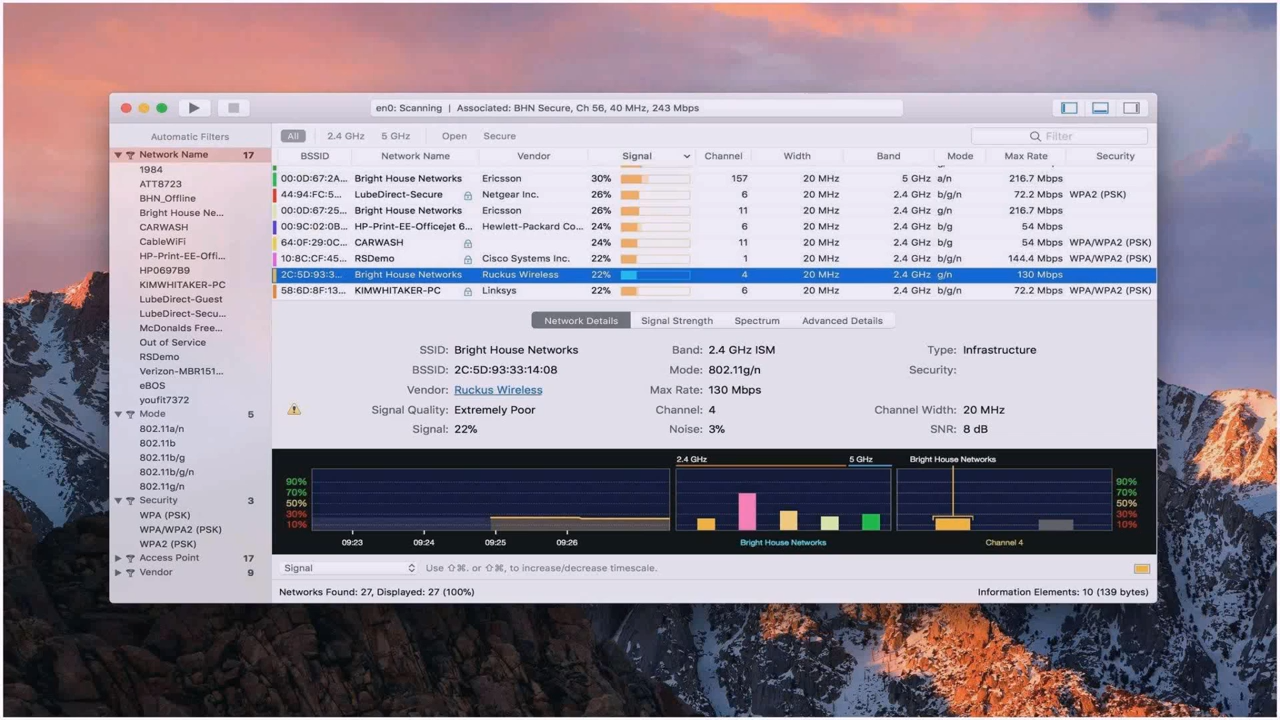 en0: Scanning | Associated: BHN Secure, Ch 56, 40 MHz, 243 Mbps
Automatic Filters
Network Name 17
1984
ATT8723
BHN_Offline
Bright House Ne...
CARWASH
CableWiFi
HP-Print-EE-Offi...
HP0697B9
KIMWHITAKER-PC
LubeDirect-Guest
LubeDirect-Secu...
McDonalds Free...
Out of Service
RSDemo
Verizon-MBR151...
eBOS
youfit7372
Mode 5
802.11a/n
802.11b
802.11b/g
802.11b/g/n
802.11g/n
Security 3
WPA (PSK)
WPA/WPA2 (PSK)
WPA2 (PSK)
Access Point 17
Vendor 9
All 2.4 GHz 5 GHz Open Secure Filter
BSSID Network Name Vendor Signal Channel Width Band Mode Max Rate Security
00:0D:67:2A... Bright House Networks Ericsson 30% 157 20 MHz 5 GHz a/n 216.7 Mbps
44:94:FC:5... LubeDirect-Secure Netgear Inc. 26% 6 20 MHz 2.4 GHz b/g/n 72.2 Mbps WPA2 (PSK)
00:0D:67:25... Bright House Networks Ericsson 26% 11 20 MHz 2.4 GHz g/n 216.7 Mbps
00:9C:02:0B... HP-Print-EE-Officejet 6... Hewlett-Packard Co... 24% 6 20 MHz 2.4 GHz b/g 54 Mbps
64:0F:29:0C... CARWASH 24% 11 20 MHz 2.4 GHz b/g 54 Mbps WPA/WPA2 (PSK)
10:8C:CF:45... RSDemo Cisco Systems Inc. 22% 1 20 MHz 2.4 GHz b/g/n 144.4 Mbps WPA/WPA2 (PSK)
2C:5D:93:3... Bright House Networks Ruckus Wireless 22% 4 20 MHz 2.4 GHz g/n 130 Mbps
58:6D:8F:13... KIMWHITAKER-PC Linksys 22% 6 20 MHz 2.4 GHz b/g/n 72.2 Mbps WPA/WPA2 (PSK)
Network Details Signal Strength Spectrum Advanced Details
SSID: Bright House Networks Band: 2.4 GHz ISM Type: Infrastructure
BSSID: 2C:5D:93:33:14:08 Mode: 802.11g/n Security:
Vendor: Ruckus Wireless Max Rate: 130 Mbps
Signal Quality: Extremely Poor Channel: 4 Channel Width: 20 MHz
Signal: 22% Noise: 3% SNR: 8 dB
2.4 GHz 5 GHz Bright House Networks
90% 90%
70% 70%
50% 50%
30% 30%
10% 10%
09:23 09:24 09:25 09:26 Bright House Networks Channel 4
Signal Use ⇧⌘. or ⇧⌘, to increase/decrease timescale.
Networks Found: 27, Displayed: 27 (100%) Information Elements: 10 (139 bytes)